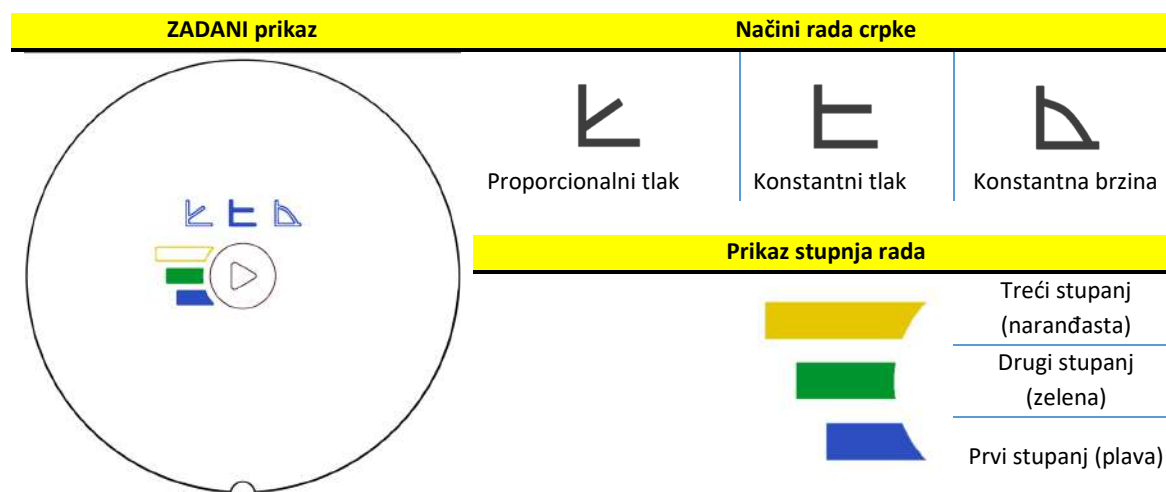 ZADANI prikaz
Načini rada crpke
Proporcionalni tlak
Konstantni tlak
Konstantna brzina
Prikaz stupnja rada
Treći stupanj
(naranđasta)
Drugi stupanj
(zelena)
Prvi stupanj (plava)